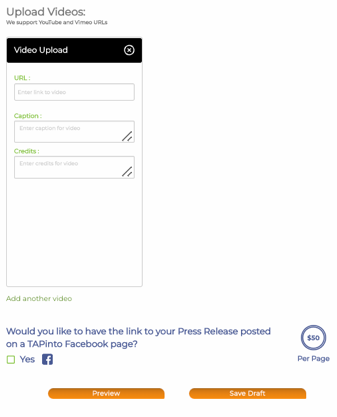 Upload Videos:
We support YouTube and Vimeo URLs
Video Upload
URL :
Enter link to video
Caption :
Enter caption for video
Credits :
Enter credits for video
Add another video
Would you like to have the link to your Press Release posted
on a TAPinto Facebook page?
$50
Yes
Per Page
Preview
Save Draft